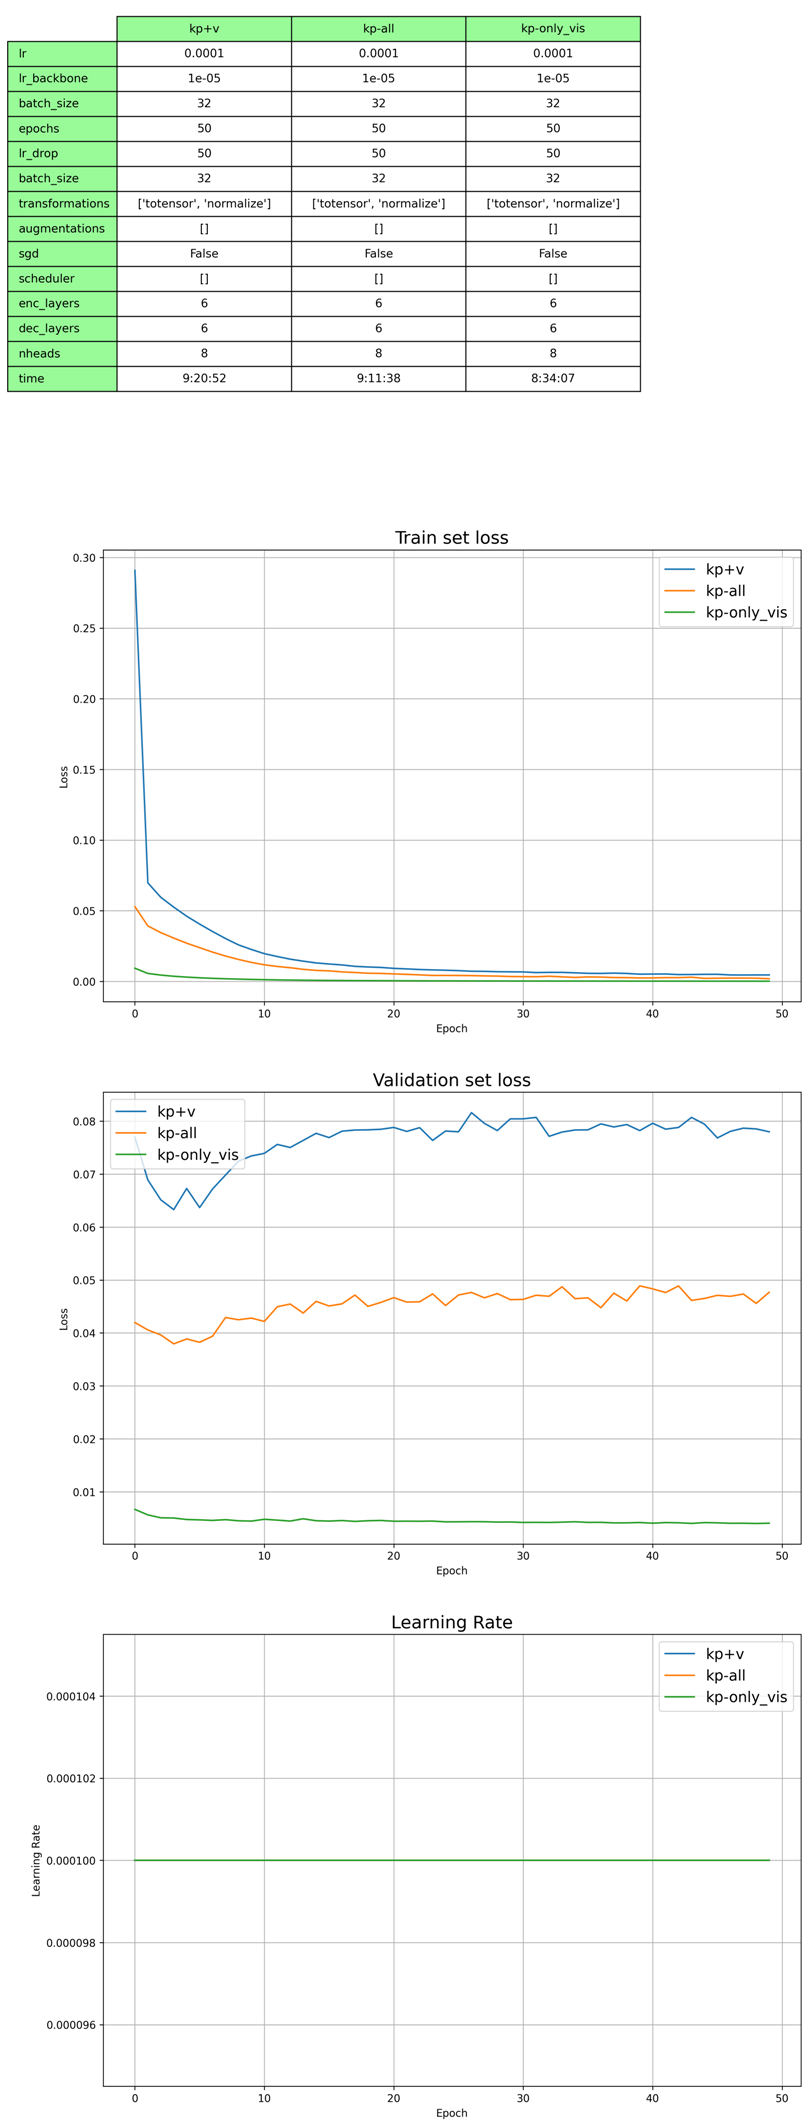 kp+v kp-all kp-only_vis
lr 0.0001 0.0001 0.0001
lr_backbone 1e-05 1e-05 1e-05
batch_size 32 32 32
epochs 50 50 50
lr_drop 50 50 50
batch_size 32 32 32
transformations ['totensor', 'normalize'] ['totensor', 'normalize'] ['totensor', 'normalize']
augmentations [] [] []
sgd False False False
scheduler [] [] []
enc_layers 6 6 6
dec_layers 6 6 6
nheads 8 8 8
time 9:20:52 9:11:38 8:34:07
Train set loss
kp+v
kp-all
kp-only_vis
0.30
0.25
0.20
0.15
0.10
0.05
0.00
Loss
0 10 20 30 40 50
Epoch
Validation set loss
kp+v
kp-all
kp-only_vis
0.08
0.07
0.06
0.05
0.04
0.03
0.02
0.01
Loss
0 10 20 30 40 50
Epoch
Learning Rate
kp+v
kp-all
kp-only_vis
0.000104
0.000102
0.000100
0.000098
0.000096
Learning Rate
0 10 20 30 40 50
Epoch